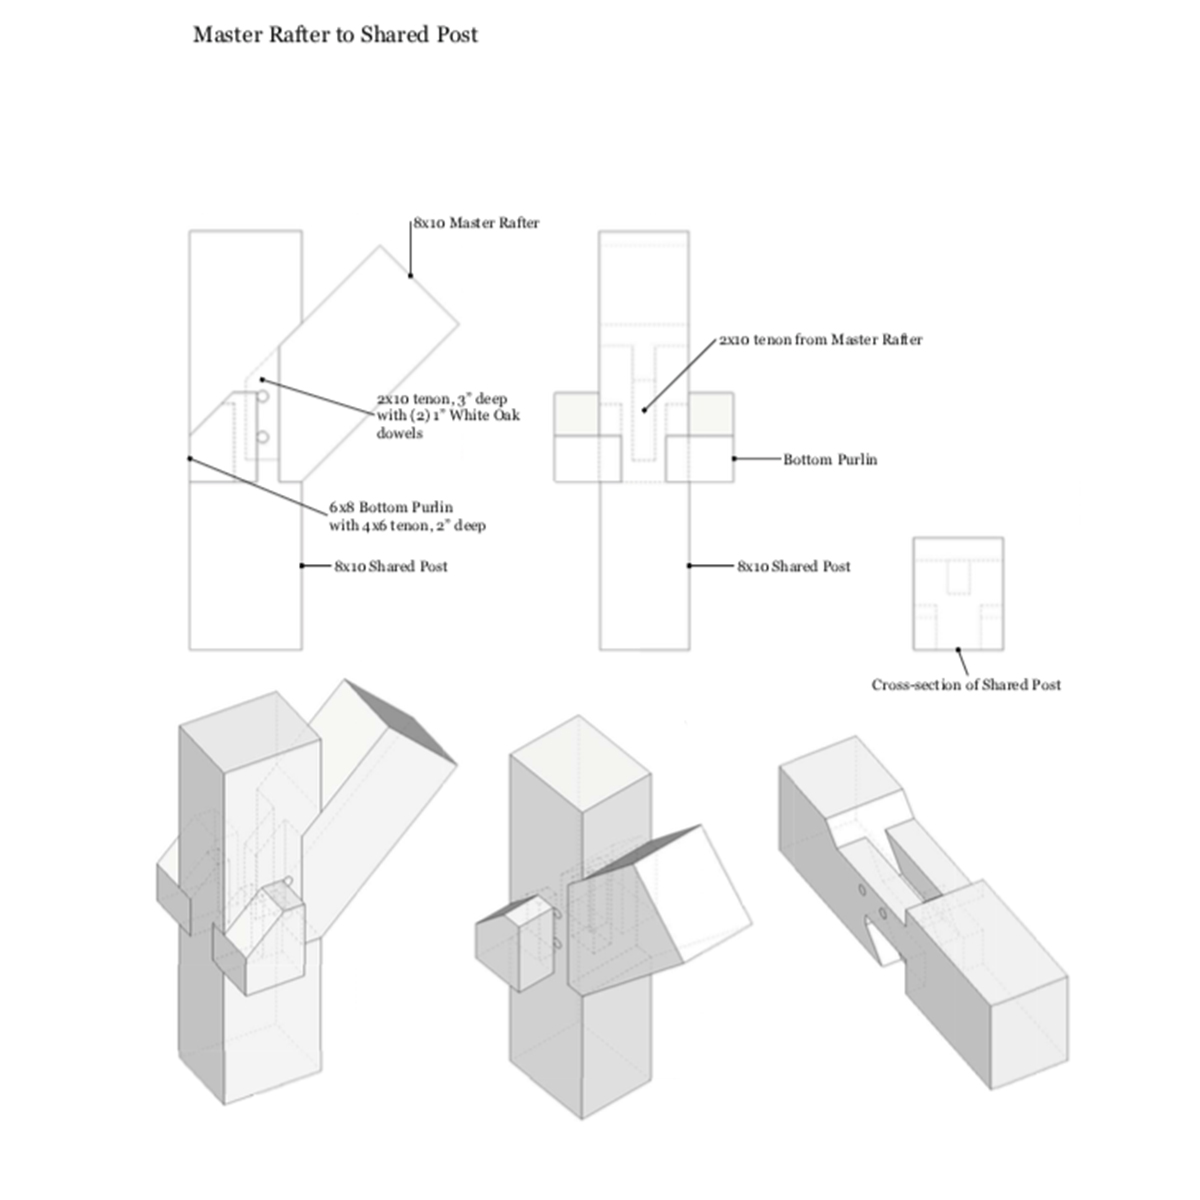 Master Rafter to Shared Post
8x10 Master Rafter
2x10 tenon from Master Rafter
2x10 tenon, 3" deep
with (2) 1" White Oak
dowels
Bottom Purlin
6x8 Bottom Purlin
with 4x6 tenon, 2" deep
8x10 Shared Post
8x10 Shared Post
Cross-section of Shared Post